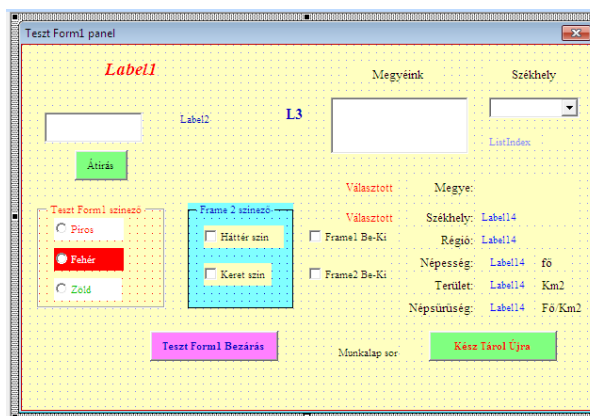 Teszt Form1 panel
Label1
Megyéink
Székhely
Label2
L3
ListIndex
Átírás
Választott
Megye:
Teszt Form1 színező
Frame 2 színező
Választott
Székhely:
Label14
Piros
Háttér szín
Frame1 Be-Ki
Régió:
Label14
Fehér
Népesség:
Label14
fő
Keret szín
Frame2 Be-Ki
Zöld
Terület:
Label14
Km2
Népsűrűség:
Label14
Fő/Km2
Teszt Form1 Bezárás
Munkalap sor
Kész Tárol Újra